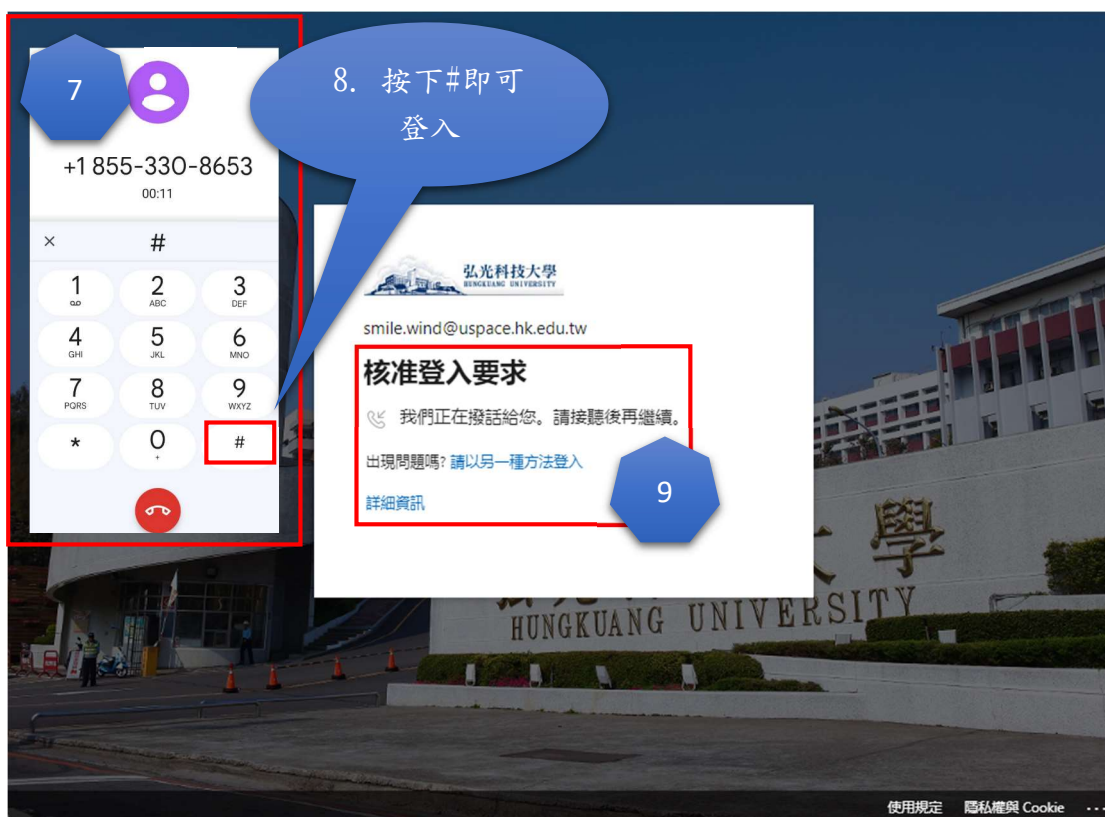 7
8. 按下#即可
登入
+1 855-330-8653
00:11
×
#
1
2 ABC
3 DEF
4 GHI
5 JKL
6 MNO
7 PQRS
8 TUV
9 WXYZ
*
0 +
#
弘光科技大學
HUNGKUANG UNIVERSITY
smile.wind@uspace.hk.edu.tw
核准登入要求
我們正在撥話給您。請接聽後再繼續。
出現問題嗎? 請以另一種方法登入
詳細資訊
9
大學
HUNGKUANG UNIVERSITY
使用規定 隱私權與 Cookie ...